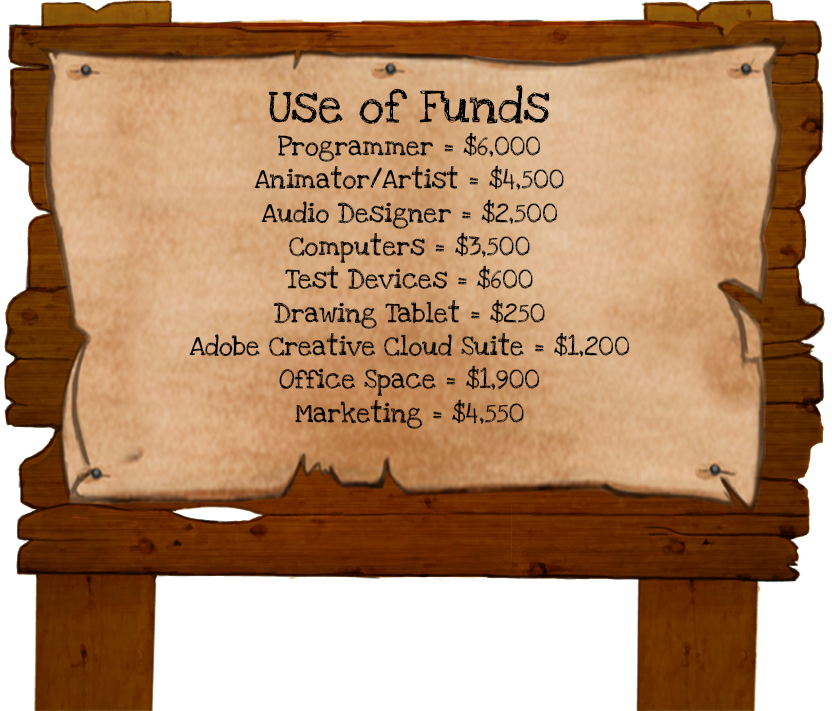 Use of Funds
Programmer = $6,000
Animator/Artist = $4,500
Audio Designer = $2,500
Computers = $3,500
Test Devices = $600
Drawing Tablet = $250
Adobe Creative Cloud Suite = $1,200
Office Space = $1,900
Marketing = $4,550